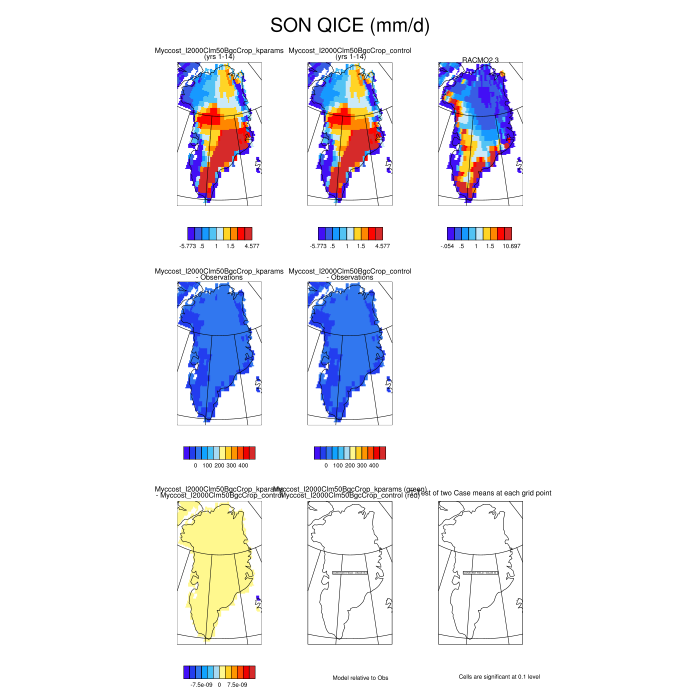 SON QICE (mm/d)
Myccost_I2000Clm50BgcCrop_kparams
(yrs 1-14)
Myccost_I2000Clm50BgcCrop_control
(yrs 1-14)
RACMO2.3
-5.773 .5 1 1.5 4.577
-5.773 .5 1 1.5 4.577
-.054 .5 1 1.5 10.697
Myccost_I2000Clm50BgcCrop_kparams
- Observations
Myccost_I2000Clm50BgcCrop_control
- Observations
0 100 200 300 400
0 100 200 300 400
Myccost_I2000Clm50BgcCrop_kparams
- Myccost_I2000Clm50BgcCrop_control
Myccost_I2000Clm50BgcCrop_kparams (green)
Myccost_I2000Clm50BgcCrop_control (red)
of two Case means at each grid point
-7.5e-09 0 7.5e-09
Model relative to Obs
Cells are significant at 0.1 level